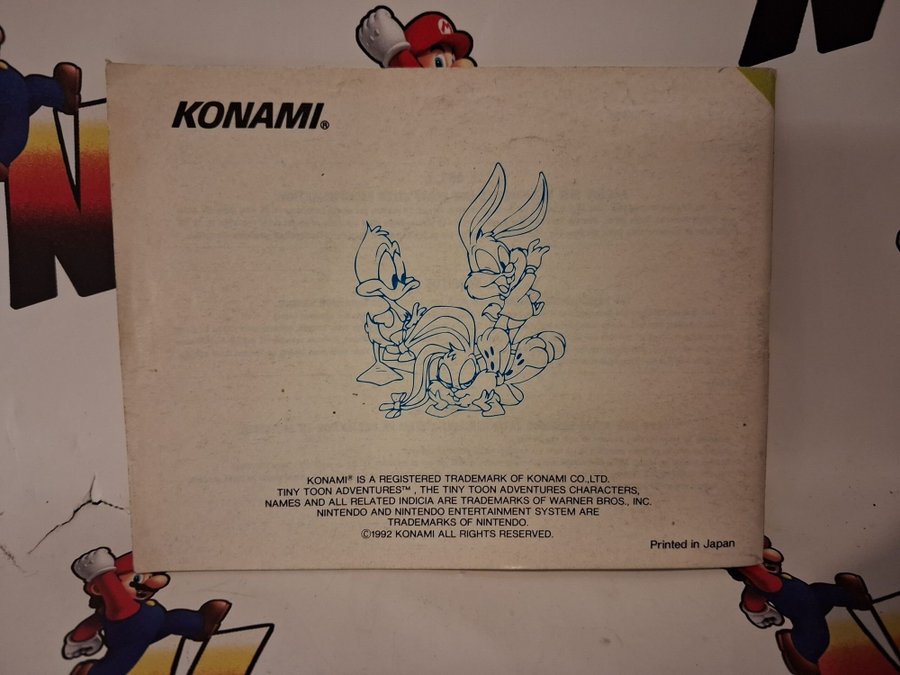 KONAMI®
KONAMI® IS A REGISTERED TRADEMARK OF KONAMI CO.,LTD.
TINY TOON ADVENTURES™ , THE TINY TOON ADVENTURES CHARACTERS,
NAMES AND ALL RELATED INDICIA ARE TRADEMARKS OF WARNER BROS., INC.
NINTENDO AND NINTENDO ENTERTAINMENT SYSTEM ARE
TRADEMARKS OF NINTENDO.
©1992 KONAMI ALL RIGHTS RESERVED.
Printed in Japan